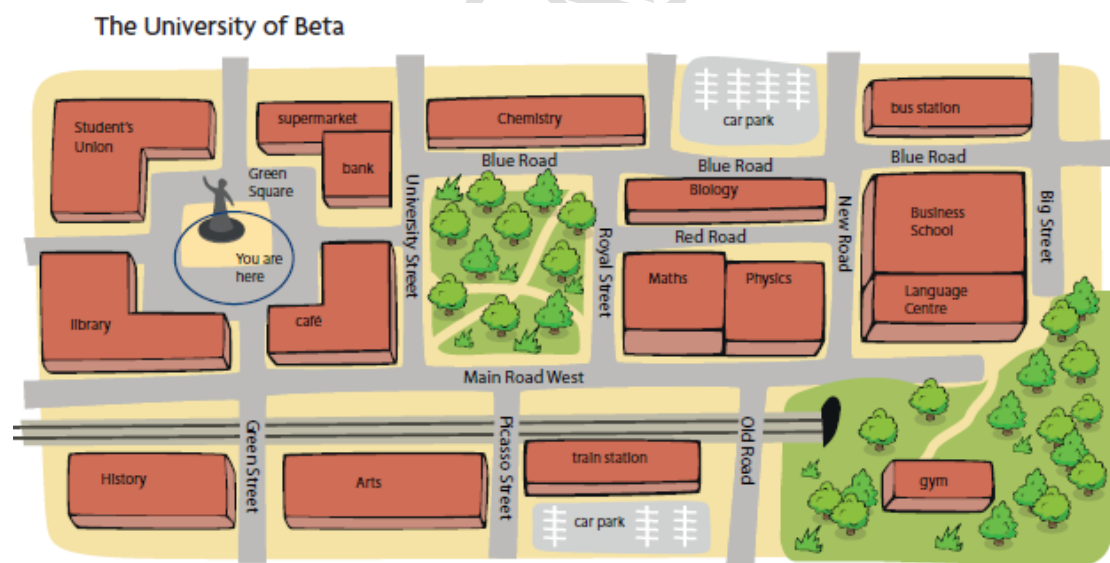 The University of Beta
Student's
Union
supermarket
bank
Green
Square
You are
here
library
café
Chemistry
Blue Road
University Street
Royal Street
car park
Blue Road
Biology
Red Road
Maths
Physics
New Road
bus station
Blue Road
Business
School
Language
Centre
Big Street
Main Road West
History
Green Street
Arts
Picasso Street
train station
car park
Old Road
gym